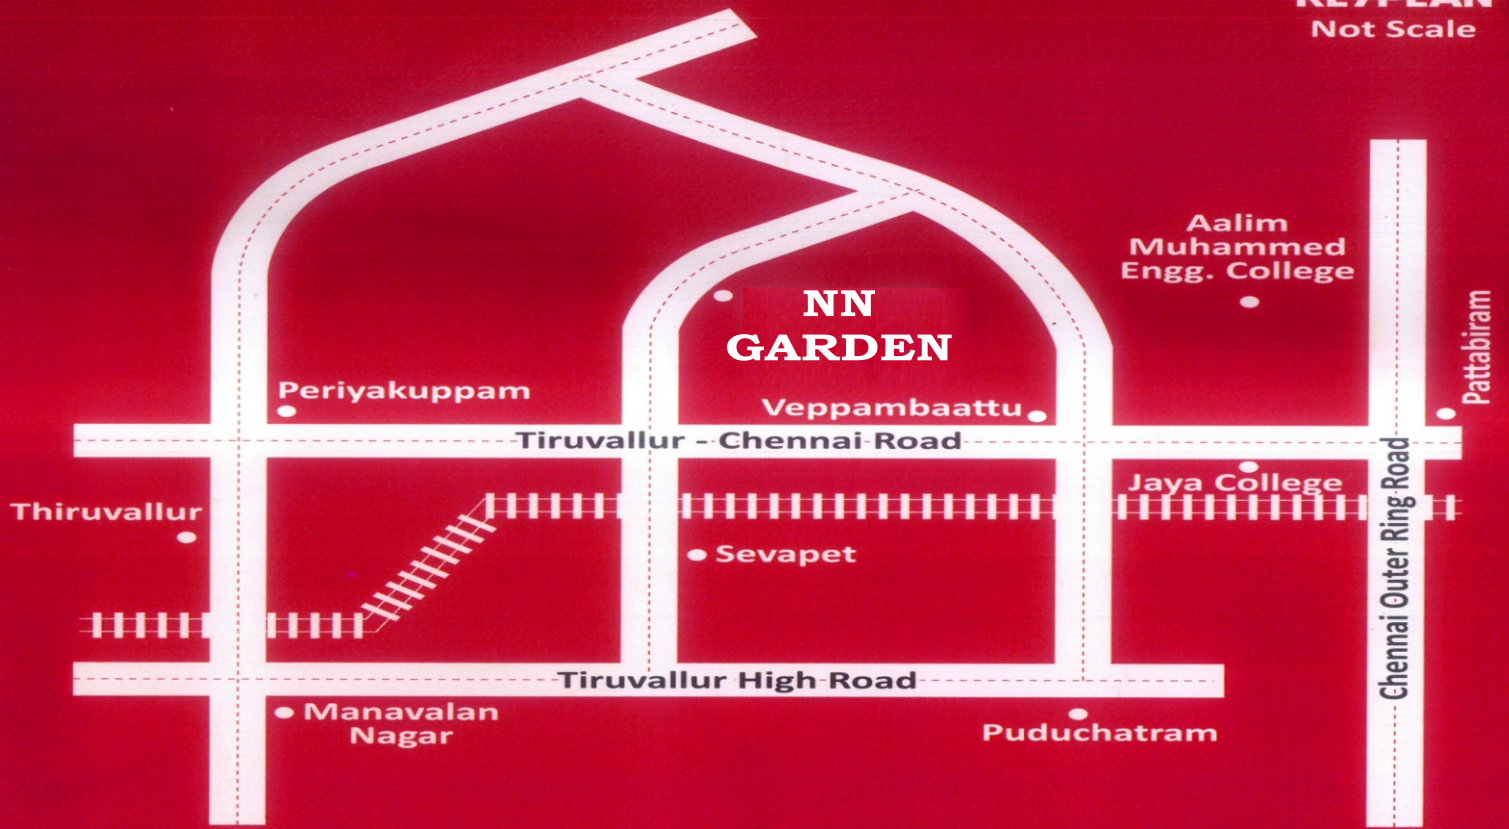 KEYPLAN
Not Scale
Aalim
Muhammed
Engg. College
NN
GARDEN
Pattabiram
Periyakuppam
Veppambaattu
Tiruvallur - Chennai Road
Jaya College
Thiruvallur
Sevapet
Chennai Outer Ring Road
Tiruvallur High Road
Manavalan
Nagar
Puduchatram